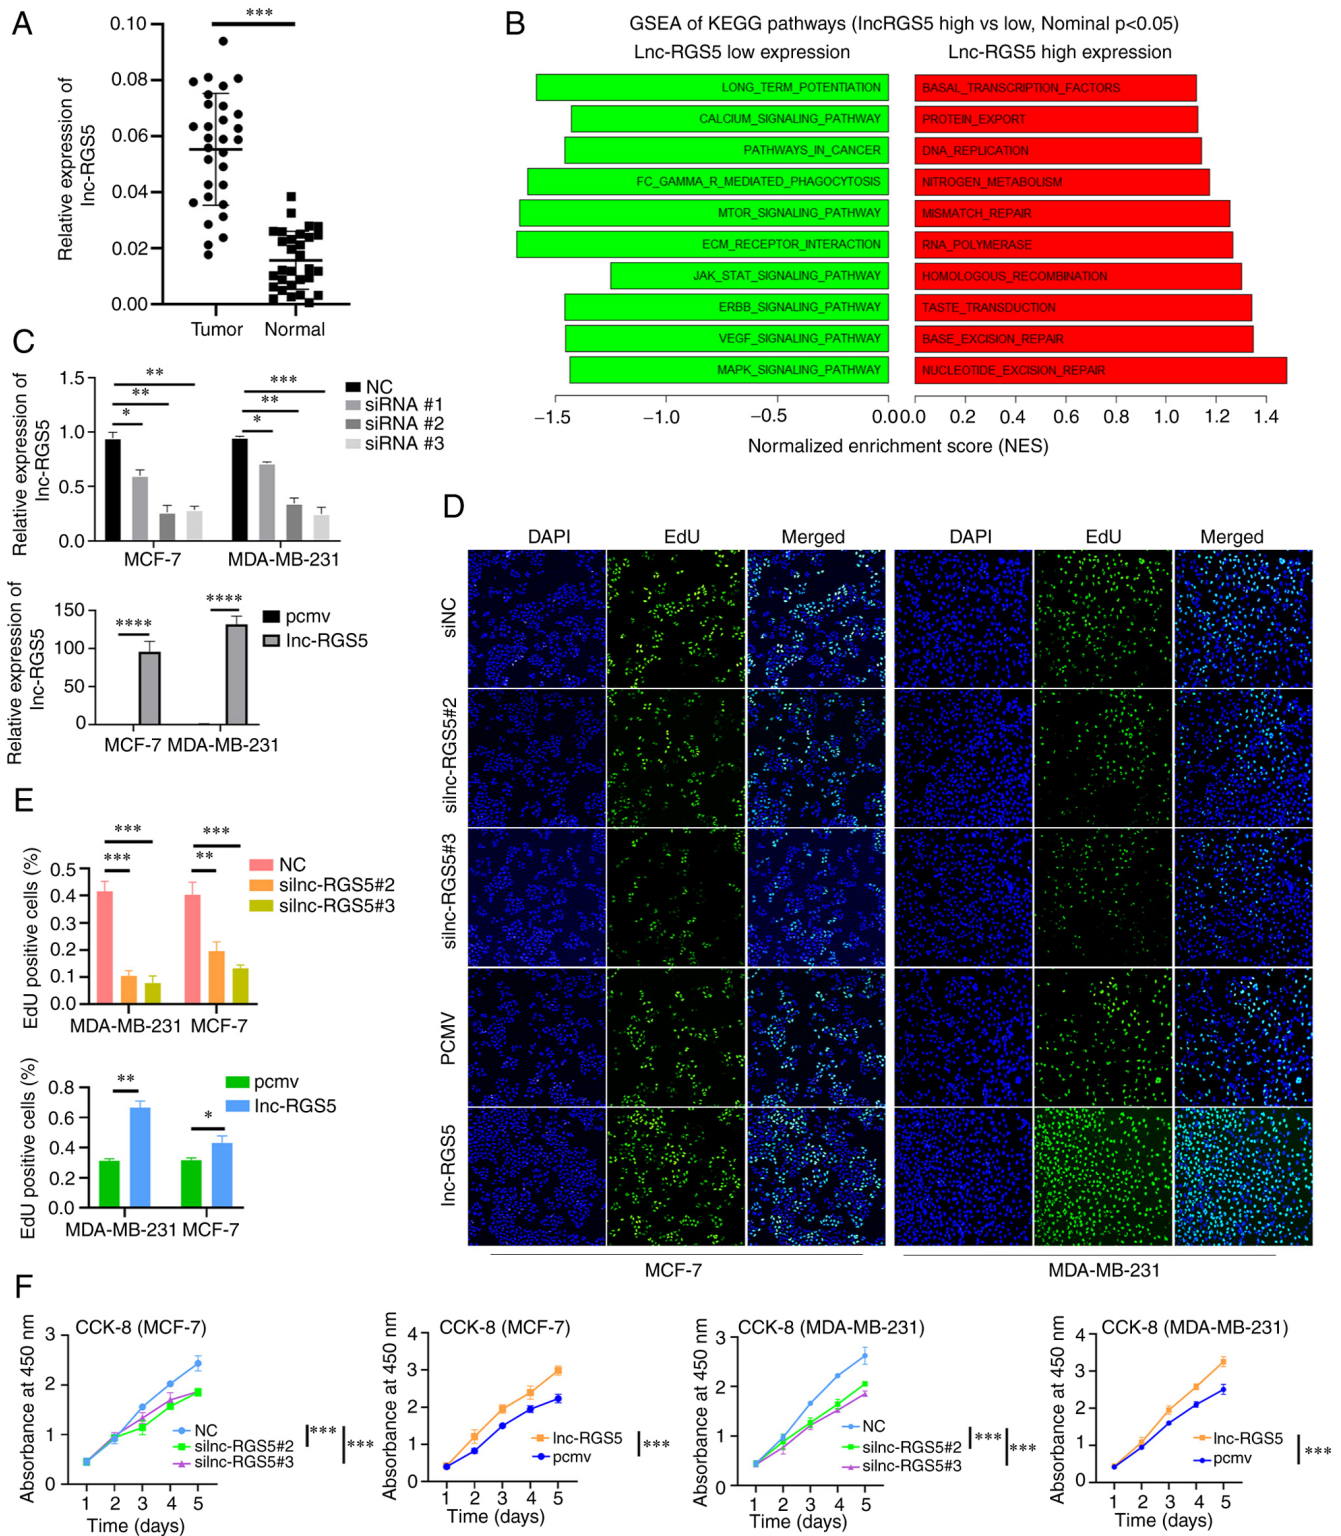 A
***
0.10
0.08
0.06
0.04
0.02
0.00
Relative expression of
lnc-RGS5
Tumor
Normal
B
GSEA of KEGG pathways (lncRGS5 high vs low, Nominal p<0.05)
Lnc-RGS5 low expression
Lnc-RGS5 high expression
LONG_TERM_POTENTIATION
BASAL_TRANSCRIPTION_FACTORS
CALCIUM_SIGNALING_PATHWAY
PROTEIN_EXPORT
PATHWAYS_IN_CANCER
DNA_REPLICATION
FC_GAMMA_R_MEDIATED_PHAGOCYTOSIS
NITROGEN_METABOLISM
MTOR_SIGNALING_PATHWAY
MISMATCH_REPAIR
ECM_RECEPTOR_INTERACTION
RNA_POLYMERASE
JAK_STAT_SIGNALING_PATHWAY
HOMOLOGOUS_RECOMBINATION
ERBB_SIGNALING_PATHWAY
TASTE_TRANSDUCTION
VEGF_SIGNALING_PATHWAY
BASE_EXCISION_REPAIR
MAPK_SIGNALING_PATHWAY
NUCLEOTIDE_EXCISION_REPAIR
−1.5 −1.0 −0.5 0.0
0.0 0.2 0.4 0.6 0.8 1.0 1.2 1.4
Normalized enrichment score (NES)
C
Relative expression of
lnc-RGS5
1.5
1.0
0.5
0.0
**
**
*
***
**
*
NC
siRNA #1
siRNA #2
siRNA #3
MCF-7
MDA-MB-231
Relative expression of
lnc-RGS5
150
100
50
0
****
****
pcmv
lnc-RGS5
MCF-7 MDA-MB-231
D
DAPI
EdU
Merged
DAPI
EdU
Merged
siNC
silnc-RGS5#2
silnc-RGS5#3
PCMV
lnc-RGS5
MCF-7
MDA-MB-231
E
EdU positive cells (%)
0.5
0.4
0.3
0.2
0.1
0.0
***
***
***
**
NC
silnc-RGS5#2
silnc-RGS5#3
MDA-MB-231
MCF-7
EdU positive cells (%)
0.8
0.6
0.4
0.2
0.0
**
*
pcmv
lnc-RGS5
MDA-MB-231 MCF-7
F
CCK-8 (MCF-7)
Absorbance at 450 nm
3
2
1
0
NC
silnc-RGS5#2
silnc-RGS5#3
***
***
1 2 3 4 5
Time (days)
CCK-8 (MCF-7)
Absorbance at 450 nm
4
3
2
1
0
lnc-RGS5
pcmv
***
1 2 3 4 5
Time (days)
CCK-8 (MDA-MB-231)
Absorbance at 450 nm
3
2
1
0
NC
silnc-RGS5#2
silnc-RGS5#3
***
***
1 2 3 4 5
Time (days)
CCK-8 (MDA-MB-231)
Absorbance at 450 nm
4
3
2
1
0
lnc-RGS5
pcmv
***
1 2 3 4 5
Time (days)